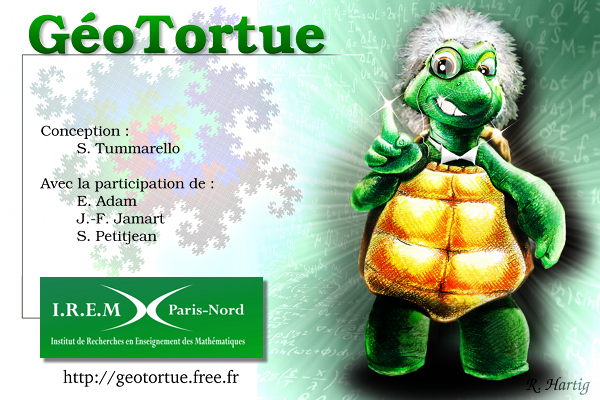 GéoTortue
Conception :
S. Tummarello
Avec la participation de :
E. Adam
J.-F. Jamart
S. Petitjean
I.R.E.M Paris-Nord
Institut de Recherches en Enseignement des Mathématiques
http://geotortue.free.fr
R. Hartig